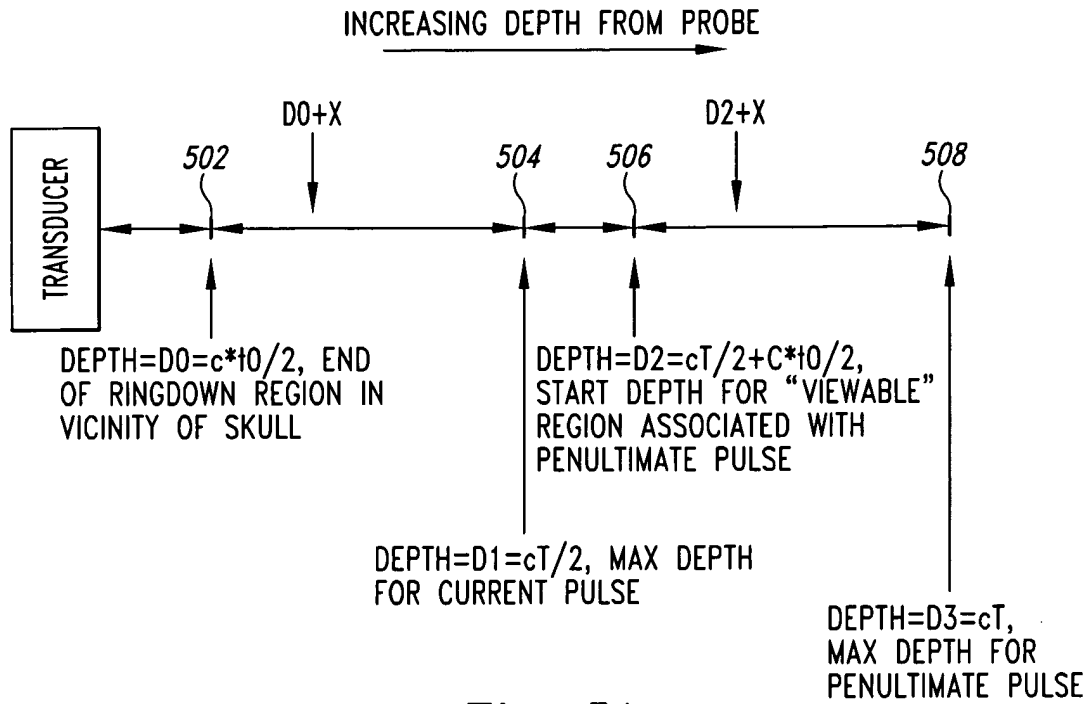 INCREASING DEPTH FROM PROBE
D0+X
D2+X
TRANSDUCER
502
504
506
508
DEPTH=D0=c*t0/2, END
OF RINGDOWN REGION IN
VICINITY OF SKULL
DEPTH=D2=cT/2+C*t0/2,
START DEPTH FOR “VIEWABLE”
REGION ASSOCIATED WITH
PENULTIMATE PULSE
DEPTH=D1=cT/2, MAX DEPTH
FOR CURRENT PULSE
DEPTH=D3=cT,
MAX DEPTH FOR
PENULTIMATE PULSE